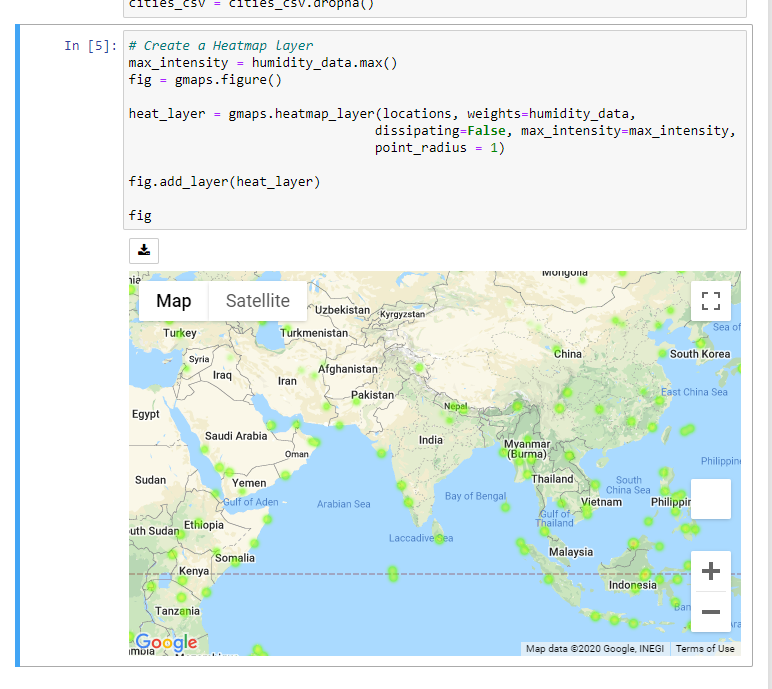 cities_csv = cities_csv.dropna()
In [5]:
# Create a Heatmap layer
max_intensity = humidity_data.max()
fig = gmaps.figure()
heat_layer = gmaps.heatmap_layer(locations, weights=humidity_data,
dissipating=False, max_intensity=max_intensity,
point_radius = 1)
fig.add_layer(heat_layer)
fig
Mongolia
Map
Satellite
Uzbekistan
Kyrgyzstan
Turkey
Turkmenistan
Sea of
China
South Korea
Syria
Afghanistan
Iraq
Iran
Pakistan
East China Sea
Nepal
Egypt
Saudi Arabia
India
Myanmar
(Burma)
Oman
Philippin
Sudan
Yemen
Thailand
South
China Sea
Gulf of Aden
Arabian Sea
Bay of Bengal
Vietnam
Philippin
Gulf of
Thailand
uth Sudan
Ethiopia
Laccadive Sea
Somalia
Malaysia
Kenya
Indonesia
Tanzania
Ban
Google
mbia
Map data ©2020 Google, INEGI
Terms of Use